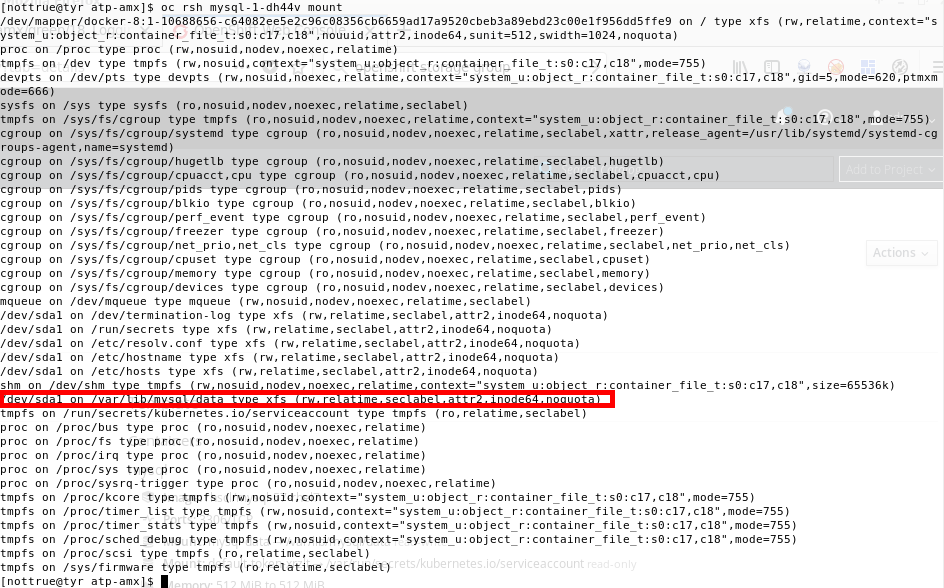 [nottrue@tyr atp-amx]$ oc rsh mysql-1-dh44v mount
/dev/mapper/docker-8:1-10688656-c64082ee5e2c96c0835dcb6659ad17a9520cbeb3a89ebd23c00e1f956dd5ffe9 on / type xfs (rw,relatime,context="s
ystem_u:object_r:container_file_t:s0:c17,c18",nouuid,attr2,inode64,sunit=512,swidth=1024,noquota)
proc on /proc type proc (rw,nosuid,nodev,noexec,relatime)
tmpfs on /dev type tmpfs (rw,nosuid,context="system_u:object_r:container_file_t:s0:c17,c18",mode=755)
devpts on /dev/pts type devpts (rw,nosuid,noexec,relatime,context="system_u:object_r:container_file_t:s0:c17,c18",gid=5,mode=620,ptmxm
ode=666)
sysfs on /sys type sysfs (ro,nosuid,nodev,noexec,relatime,seclabel)
tmpfs on /sys/fs/cgroup type tmpfs (ro,nosuid,nodev,noexec,relatime,context="system_u:object_r:container_file_t:s0:c17,c18",mode=755)
cgroup on /sys/fs/cgroup/systemd type cgroup (ro,nosuid,nodev,noexec,relatime,seclabel,xattr,release_agent=/usr/lib/systemd/systemd-cg
roups-agent,name=systemd)
cgroup on /sys/fs/cgroup/hugetlb type cgroup (ro,nosuid,nodev,noexec,relatime,seclabel,hugetlb)
cgroup on /sys/fs/cgroup/cpuacct,cpu type cgroup (ro,nosuid,nodev,noexec,relatime,seclabel,cpuacct,cpu)
Add to Project
cgroup on /sys/fs/cgroup/pids type cgroup (ro,nosuid,nodev,noexec,relatime,seclabel,pids)
cgroup on /sys/fs/cgroup/blkio type cgroup (ro,nosuid,nodev,noexec,relatime,seclabel,blkio)
cgroup on /sys/fs/cgroup/perf_event type cgroup (ro,nosuid,nodev,noexec,relatime,seclabel,perf_event)
cgroup on /sys/fs/cgroup/freezer type cgroup (ro,nosuid,nodev,noexec,relatime,seclabel,freezer)
cgroup on /sys/fs/cgroup/net_prio,net_cls type cgroup (ro,nosuid,nodev,noexec,relatime,seclabel,net_prio,net_cls)
Actions
cgroup on /sys/fs/cgroup/cpuset type cgroup (ro,nosuid,nodev,noexec,relatime,seclabel,cpuset)
cgroup on /sys/fs/cgroup/memory type cgroup (ro,nosuid,nodev,noexec,relatime,seclabel,memory)
cgroup on /sys/fs/cgroup/devices type cgroup (ro,nosuid,nodev,noexec,relatime,seclabel,devices)
mqueue on /dev/mqueue type mqueue (rw,nosuid,nodev,noexec,relatime,seclabel)
/dev/sda1 on /dev/termination-log type xfs (rw,relatime,seclabel,attr2,inode64,noquota)
/dev/sda1 on /run/secrets type xfs (rw,relatime,seclabel,attr2,inode64,noquota)
/dev/sda1 on /etc/resolv.conf type xfs (rw,relatime,seclabel,attr2,inode64,noquota)
/dev/sda1 on /etc/hostname type xfs (rw,relatime,seclabel,attr2,inode64,noquota)
/dev/sda1 on /etc/hosts type xfs (rw,relatime,seclabel,attr2,inode64,noquota)
shm on /dev/shm type tmpfs (rw,nosuid,nodev,noexec,relatime,context="system_u:object_r:container_file_t:s0:c17,c18",size=65536k)
/dev/sda1 on /var/lib/mysql/data type xfs (rw,relatime,seclabel,attr2,inode64,noquota)
tmpfs on /run/secrets/kubernetes.io/serviceaccount type tmpfs (ro,relatime,seclabel)
proc on /proc/bus type proc (ro,nosuid,nodev,noexec,relatime)
proc on /proc/fs type proc (ro,nosuid,nodev,noexec,relatime)
proc on /proc/irq type proc (ro,nosuid,nodev,noexec,relatime)
proc on /proc/sys type proc (ro,nosuid,nodev,noexec,relatime)
proc on /proc/sysrq-trigger type proc (ro,nosuid,nodev,noexec,relatime)
tmpfs on /proc/kcore type tmpfs (rw,nosuid,context="system_u:object_r:container_file_t:s0:c17,c18",mode=755)
tmpfs on /proc/timer_list type tmpfs (rw,nosuid,context="system_u:object_r:container_file_t:s0:c17,c18",mode=755)
tmpfs on /proc/timer_stats type tmpfs (rw,nosuid,context="system_u:object_r:container_file_t:s0:c17,c18",mode=755)
tmpfs on /proc/sched_debug type tmpfs (rw,nosuid,context="system_u:object_r:container_file_t:s0:c17,c18",mode=755)
tmpfs on /proc/scsi type tmpfs (ro,relatime,seclabel)
/var/run/secrets/kubernetes.io/serviceaccount read-only
tmpfs on /sys/firmware type tmpfs (ro,relatime,seclabel)
[nottrue@tyr atp-amx]$
Memory: 512 MiB to 512 MiB